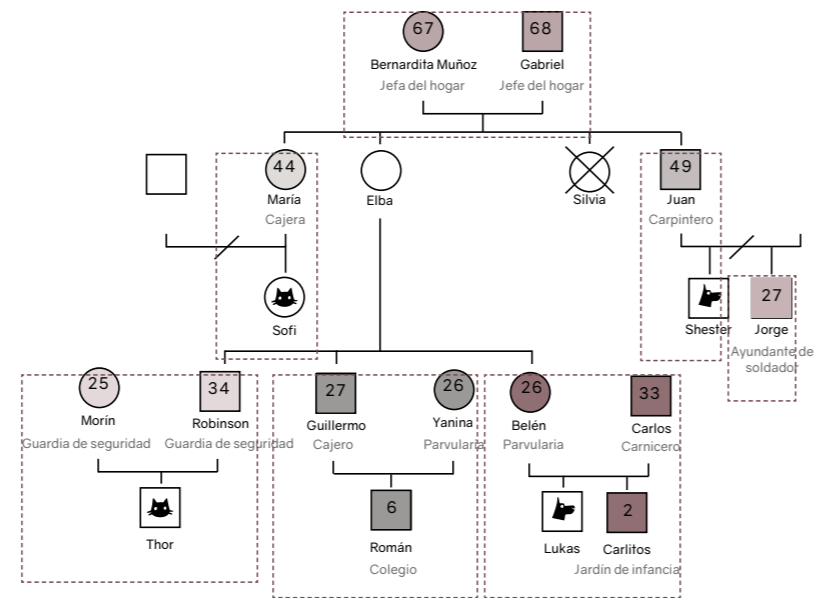 67 68
Bernardita Muñoz Gabriel
Jefa del hogar Jefe del hogar
44 49
María Elba Silvia Juan
Cajera Carpintero
27
Sofi Shester Jorge
Ayundante de
soldador
25 34 27 26 26 33
Morín Robinson Guillermo Yanina Belén Carlos
Guardia de seguridad Guardia de seguridad Cajero Parvularia Parvularia Carnicero
6 2
Thor Román Lukas Carlitos
Colegio Jardín de infancia